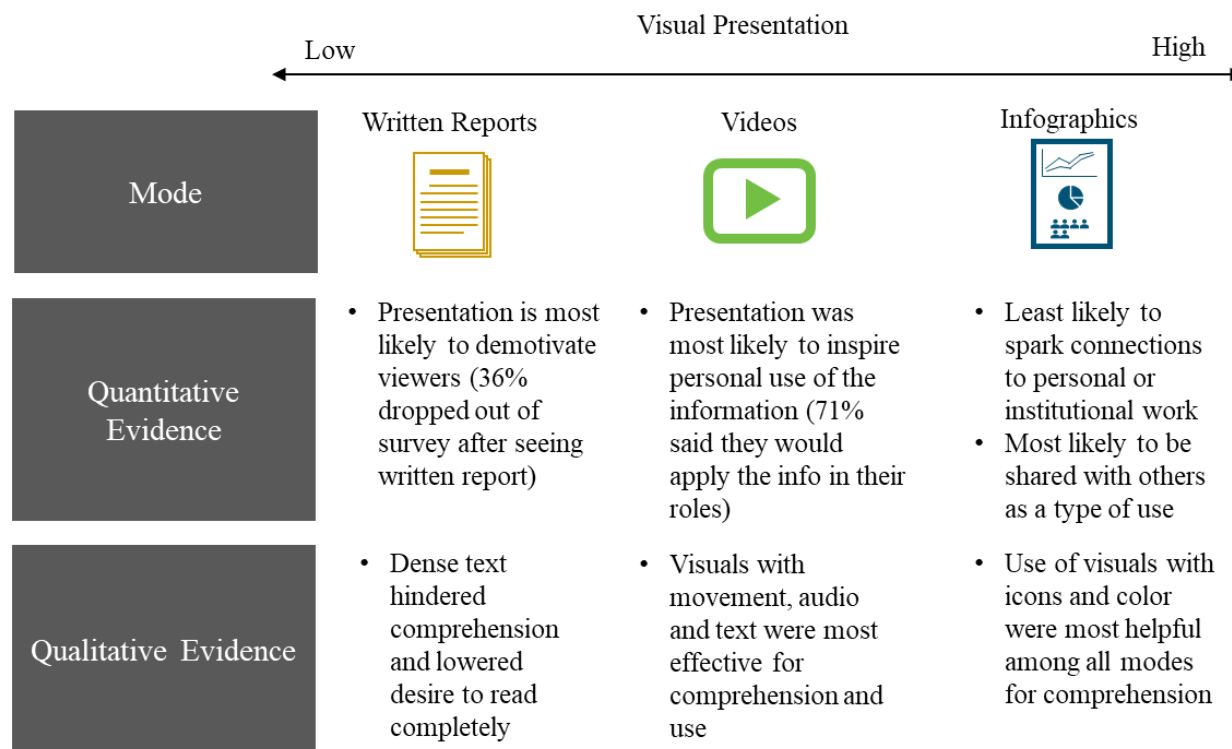 Visual Presentation
Low
High
Mode
Written Reports
Videos
Infographics
Quantitative
Evidence
• Presentation is most
likely to demotivate
viewers (36%
dropped out of
survey after seeing
written report)
• Presentation was
most likely to inspire
personal use of the
information (71%
said they would
apply the info in their
roles)
• Least likely to
spark connections
to personal or
institutional work
• Most likely to be
shared with others
as a type of use
Qualitative Evidence
• Dense text
hindered
comprehension
and lowered
desire to read
completely
• Visuals with
movement, audio
and text were most
effective for
comprehension and
use
• Use of visuals with
icons and color
were most helpful
among all modes
for comprehension